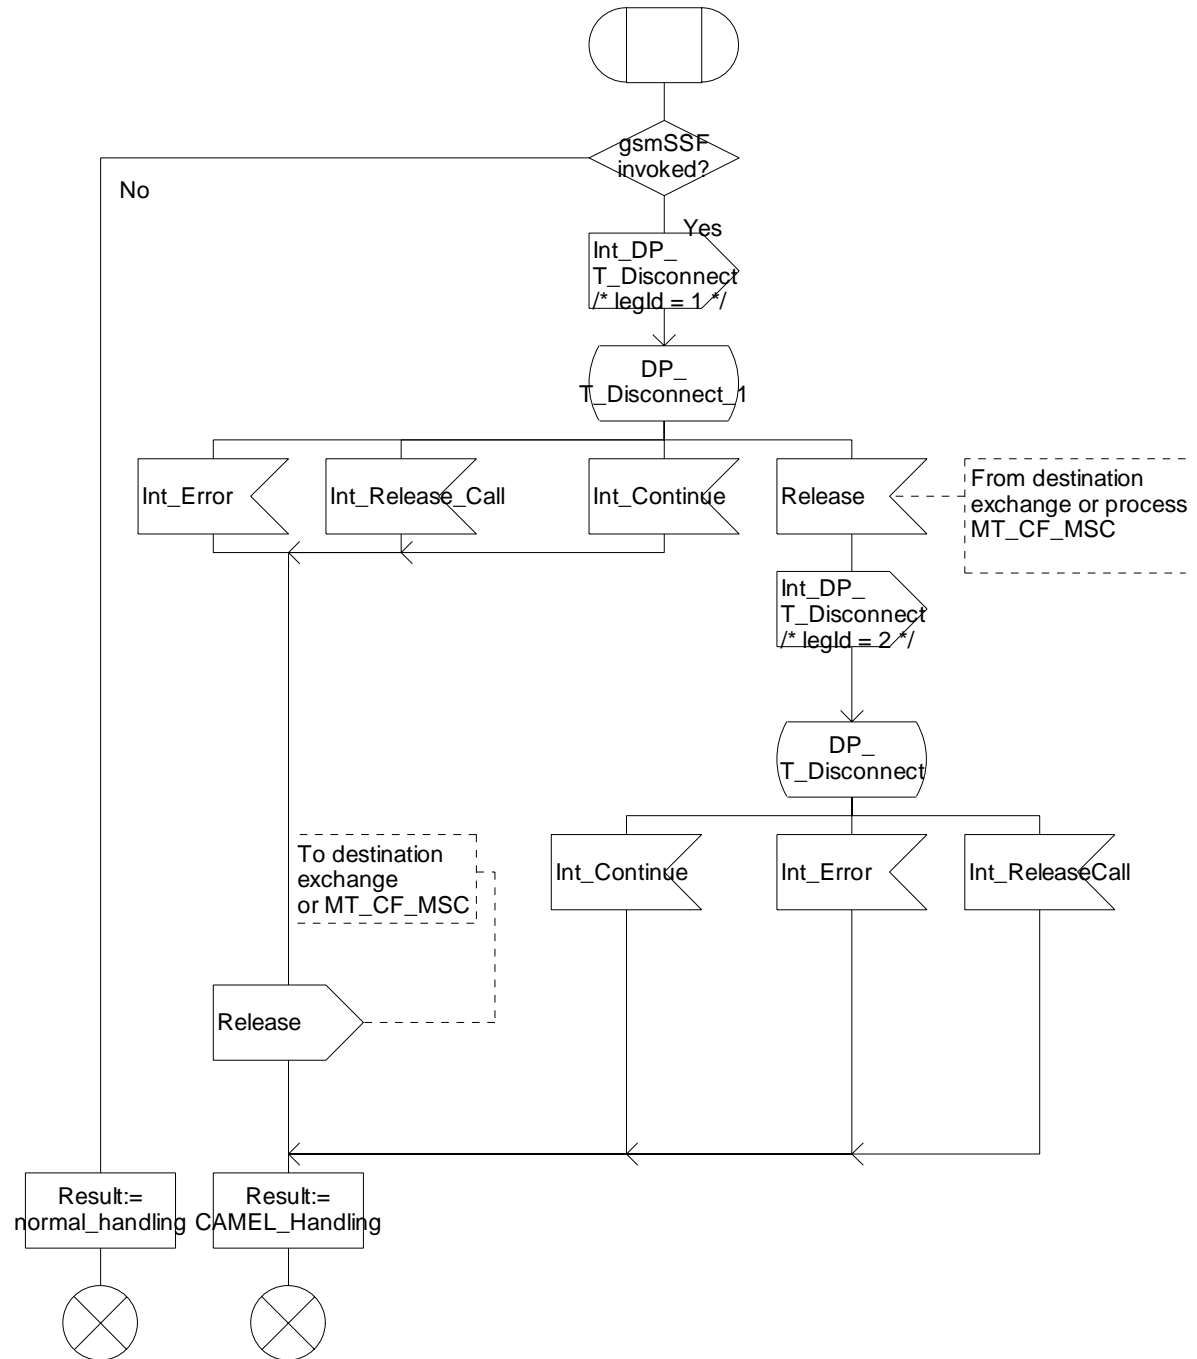 gsmSSF
invoked?
No
Yes
Int_DP_
T_Disconnect
/* legId = 1 */
DP_
T_Disconnect_1
Int_Error
Int_Release_Call
Int_Continue
Release
From destination
exchange or process
MT_CF_MSC
Int_DP_
T_Disconnect
/* legId = 2 */
DP_
T_Disconnect
To destination
exchange
or MT_CF_MSC
Int_Continue
Int_Error
Int_ReleaseCall
Release
Result:=
normal_handling
Result:=
CAMEL_Handling